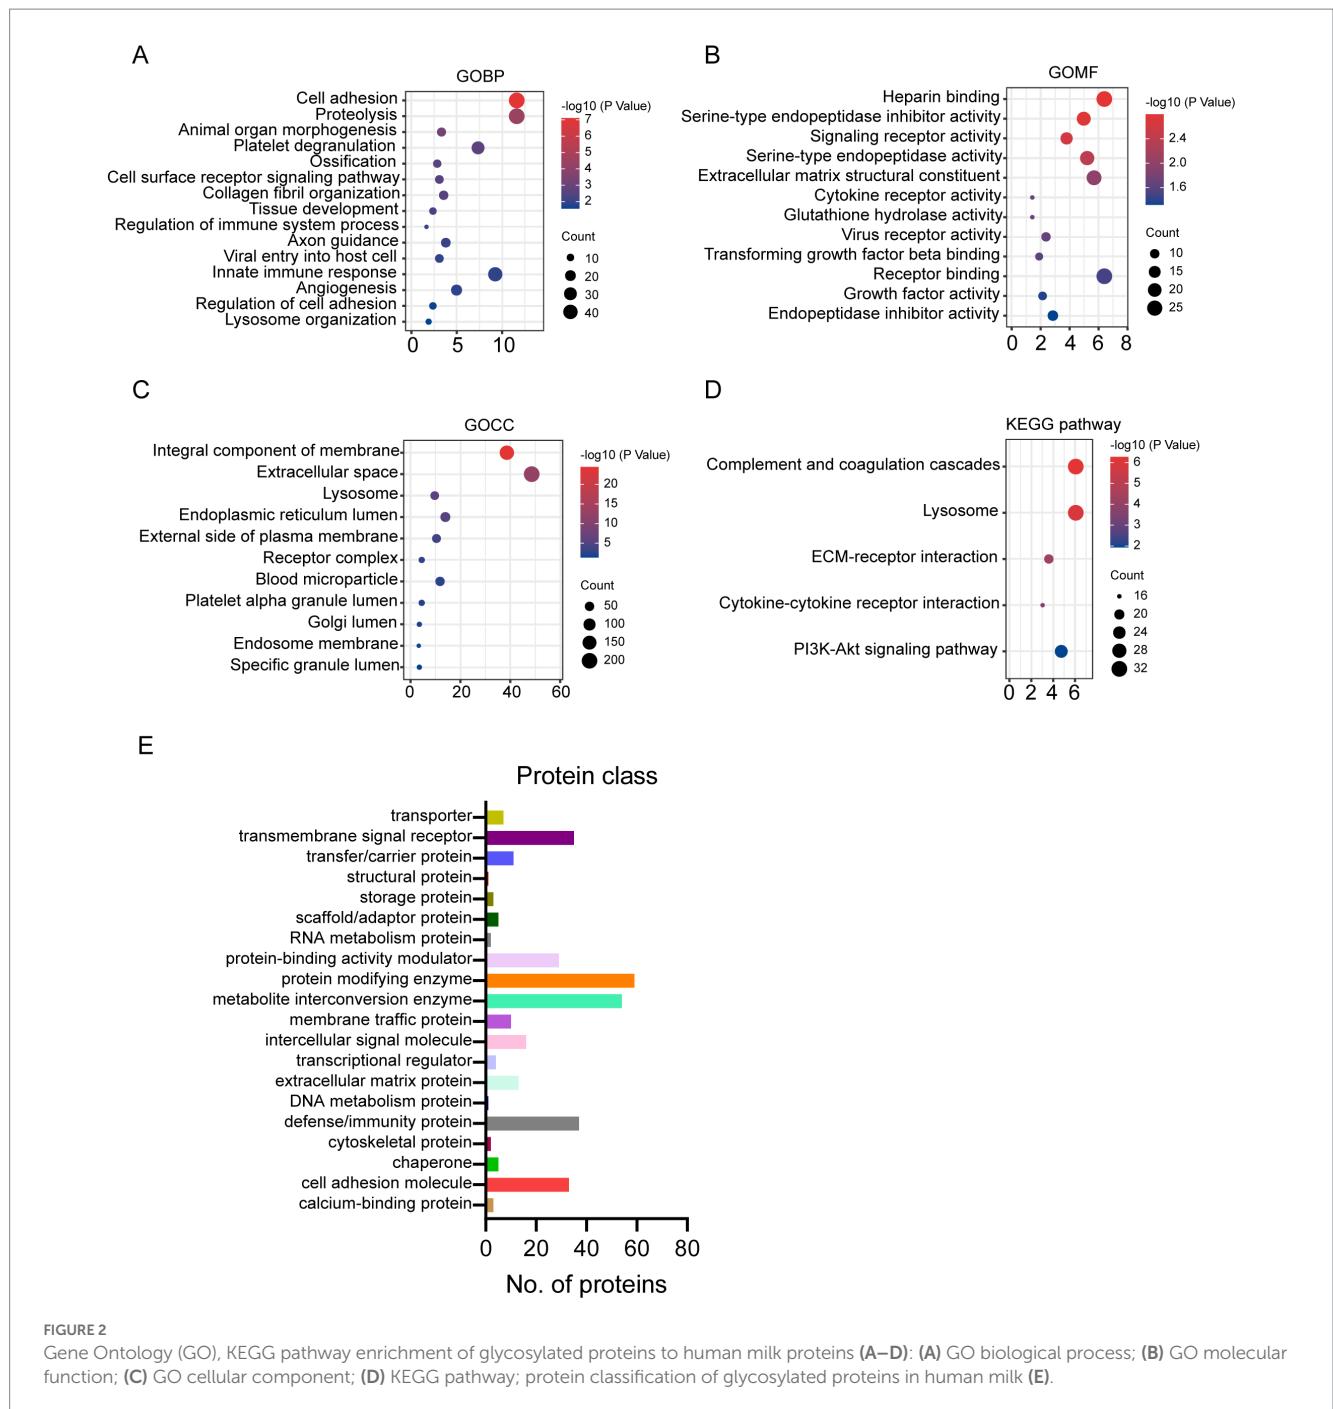 A
GOBP
Cell adhesion
Proteolysis
Animal organ morphogenesis
Platelet degranulation
Ossification
Cell surface receptor signaling pathway
Collagen fibril organization
Tissue development
Regulation of immune system process
Axon guidance
Viral entry into host cell
Innate immune response
Angiogenesis
Regulation of cell adhesion
Lysosome organization
0 5 10
-log10 (P Value)
7
6
5
4
3
2
Count
10
20
30
40
B
GOMF
Heparin binding
Serine-type endopeptidase inhibitor activity
Signaling receptor activity
Serine-type endopeptidase activity
Extracellular matrix structural constituent
Cytokine receptor activity
Glutathione hydrolase activity
Virus receptor activity
Transforming growth factor beta binding
Receptor binding
Growth factor activity
Endopeptidase inhibitor activity
0 2 4 6 8
-log10 (P Value)
2.4
2.0
1.6
Count
10
15
20
25
C
GOCC
Integral component of membrane
Extracellular space
Lysosome
Endoplasmic reticulum lumen
External side of plasma membrane
Receptor complex
Blood microparticle
Platelet alpha granule lumen
Golgi lumen
Endosome membrane
Specific granule lumen
0 20 40 60
-log10 (P Value)
20
15
10
5
Count
50
100
150
200
D
KEGG pathway
Complement and coagulation cascades
Lysosome
ECM-receptor interaction
Cytokine-cytokine receptor interaction
PI3K-Akt signaling pathway
0 2 4 6
-log10 (P Value)
6
5
4
3
2
Count
16
20
24
28
32
E
Protein class
transporter
transmembrane signal receptor
transfer/carrier protein
structural protein
storage protein
scaffold/adaptor protein
RNA metabolism protein
protein-binding activity modulator
protein modifying enzyme
metabolite interconversion enzyme
membrane traffic protein
intercellular signal molecule
transcriptional regulator
extracellular matrix protein
DNA metabolism protein
defense/immunity protein
cytoskeletal protein
chaperone
cell adhesion molecule
calcium-binding protein
0 20 40 60 80
No. of proteins
FIGURE 2
Gene Ontology (GO), KEGG pathway enrichment of glycosylated proteins to human milk proteins (A–D): (A) GO biological process; (B) GO molecular
function; (C) GO cellular component; (D) KEGG pathway; protein classification of glycosylated proteins in human milk (E).